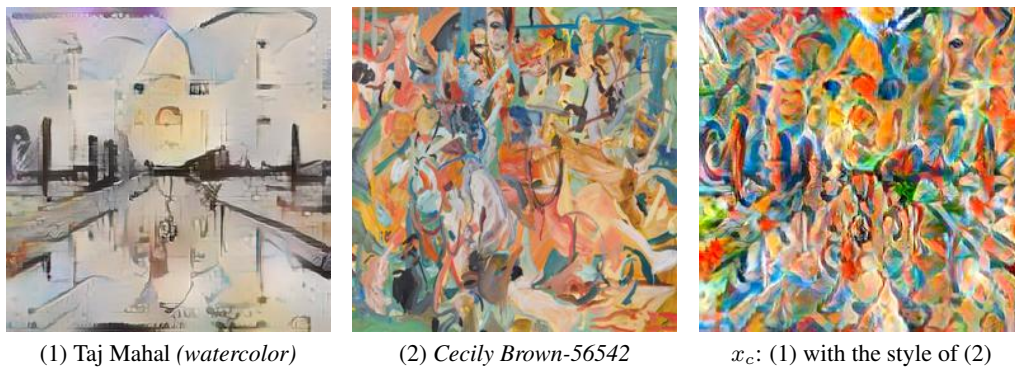 (1) Taj Mahal (watercolor)
(2) Cecily Brown-56542
x_c: (1) with the style of (2)